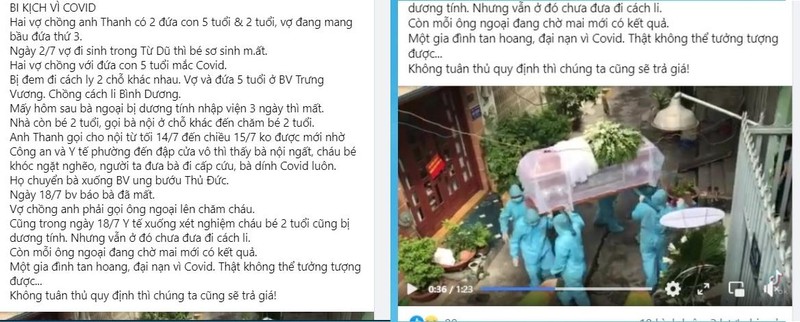 BI KỊCH VÌ COVID
Hai vợ chồng anh Thanh có 2 đứa con 5 tuổi & 2 tuổi, vợ đang mang
bầu đứa thứ 3.
Ngày 2/7 vợ đi sinh trong Từ Dũ thì bé sơ sinh m.ất.
Hai vợ chồng với đứa con 5 tuổi mắc Covid.
Bị đem đi cách ly 2 chỗ khác nhau. Vợ và đứa 5 tuổi ở BV Trưng
Vương. Chồng cách li Bình Dương.
Mấy hôm sau bà ngoại bị dương tính nhập viện 3 ngày thì mất.
Nhà còn bé 2 tuổi, gọi bà nội ở chỗ khác đến chăm bé 2 tuổi.
Anh Thanh gọi cho nội từ tối 14/7 đến chiều 15/7 ko được mới nhờ
Công an và Y tế phường đến đập cửa vô thì thấy bà nội ngất, cháu bé
khóc ngặt nghẽo, người ta đưa bà đi cấp cứu, bà dính Covid luôn.
Họ chuyển bà xuống BV ung bướu Thủ Đức.
Ngày 18/7 bv báo bà đã mất.
Vợ chồng anh phải gọi ông ngoại lên chăm cháu.
Cũng trong ngày 18/7 Y tế xuống xét nghiệm cháu bé 2 tuổi cũng bị
dương tính. Nhưng vẫn ở đó chưa đưa đi cách li.
Còn mỗi ông ngoại đang chờ mai mới có kết quả.
Một gia đình tan hoang, đại nạn vì Covid. Thật không thể tưởng tượng
được...
Không tuân thủ quy định thì chúng ta cũng sẽ trả giá!
dương tính. Nhưng vẫn ở đó chưa đưa đi cách li.
Còn mỗi ông ngoại đang chờ mai mới có kết quả.
Một gia đình tan hoang, đại nạn vì Covid. Thật không thể tưởng tượng
được...
Không tuân thủ quy định thì chúng ta cũng sẽ trả giá!
0:36 / 1:23